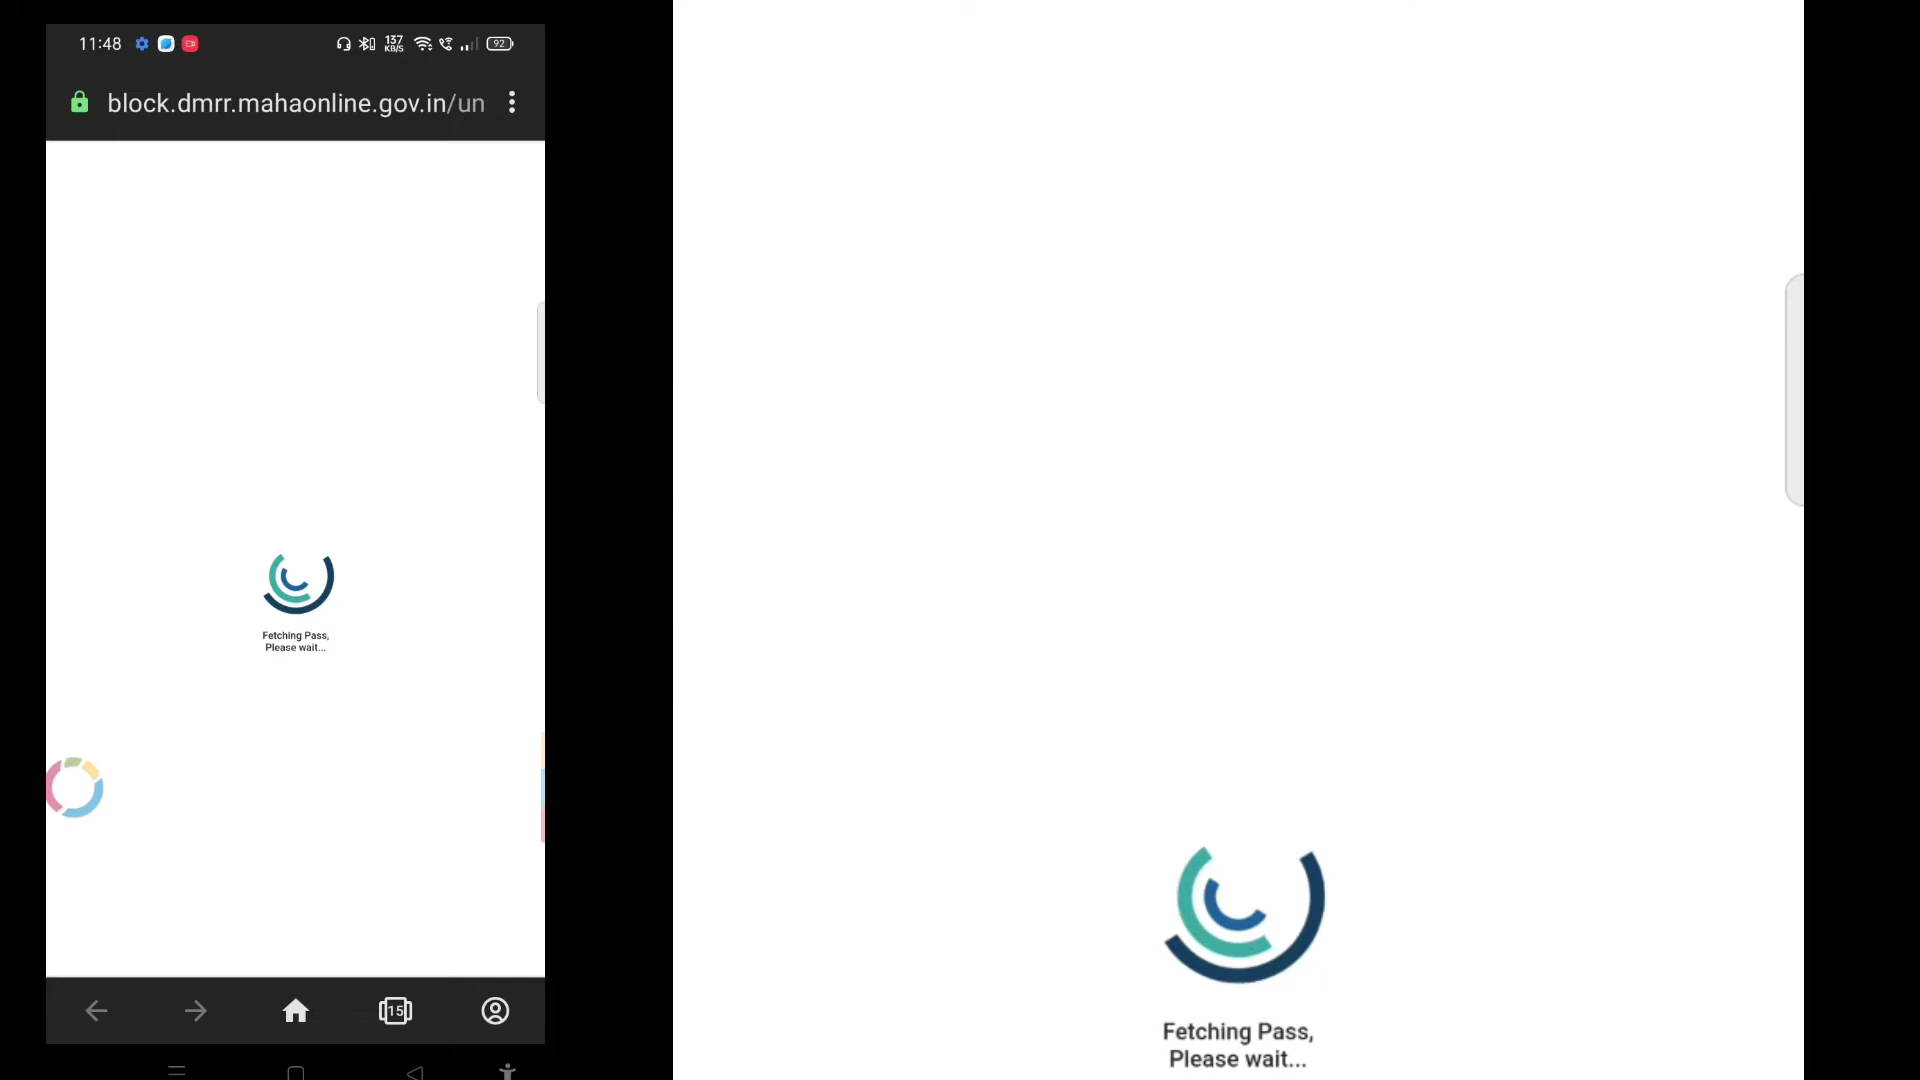 11:48
137
KB/S
92
block.dmrr.mahaonline.gov.in/un
Fetching Pass,
Please wait...
15
Fetching Pass,
Please wait...